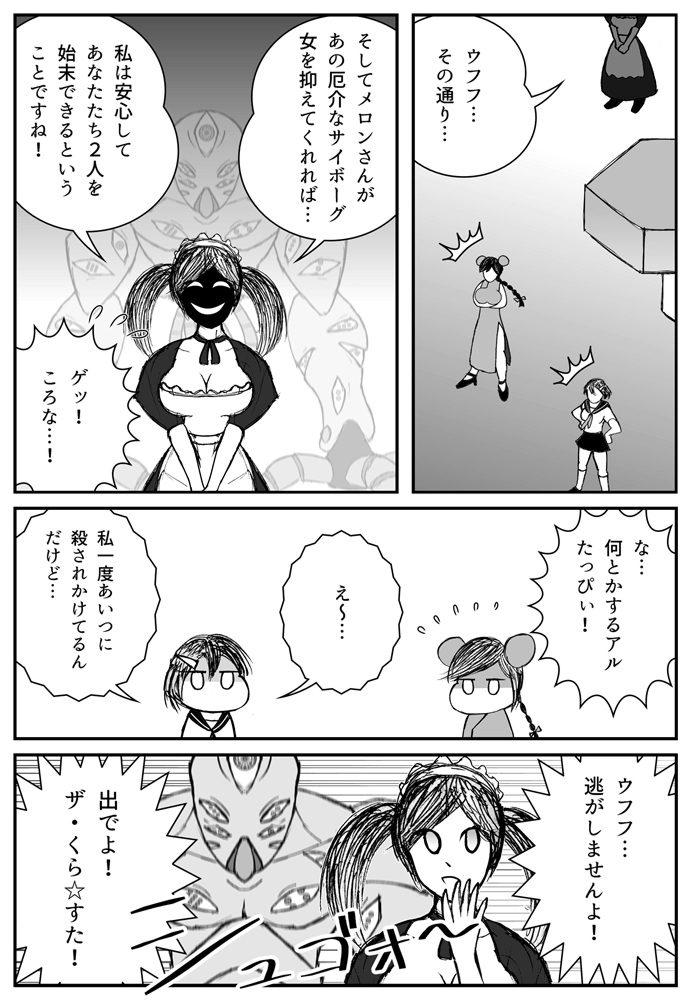 ウフフ…
その通り…
そしてメロンさんが
あの厄介なサイボーグ
女を抑えてくれれば…
私は安心して
あなたたち２人を
始末できるという
ことですね！
ゲッ！
ころな…！
な…
何とかするアル
たっぴぃ！
え～…
私一度あいつに
殺されかけてるん
だけど…
ウフフ…
逃がしませんよ！
出でよ！
ザ・くら☆すた！
シュゴォ～